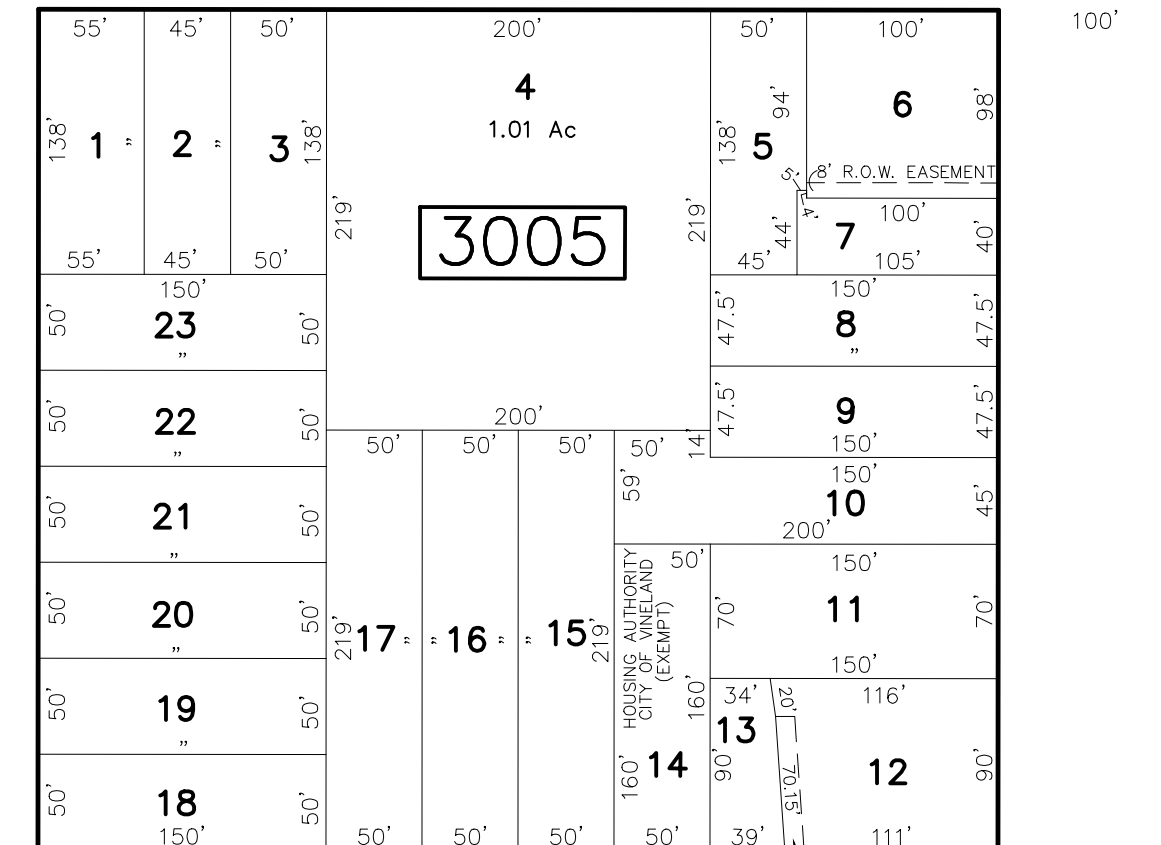 55' 45' 50' 200' 50' 100' 100'
138' 1 " 2 " 3 138'
4
1.01 Ac
219' 219'
3005
138' 5 94' 6 98'
5' 8' R.O.W. EASEMENT
4' 100'
44' 7 40'
55' 45' 50' 45' 105'
150' 150'
50' 23 50' 47.5' 8 47.5'
" "
50' 22 50' 47.5' 9 47.5'
" 200' 150'
50' 50' 50' 50' 14' 150'
50' 21 50' 59' 10 45'
" 200'
50' 150'
50' 20 50' 219' 17 " " 16 " " 15 219'
"
HOUSING AUTHORITY
CITY OF VINELAND
(EXEMPT)
70' 11 70'
150'
50' 19 50' 160' 34' 20' 116'
" 13
160' 14 90' 70.15' 12 90'
50' 18 50'
150' 50' 50' 50' 50' 39' 111'